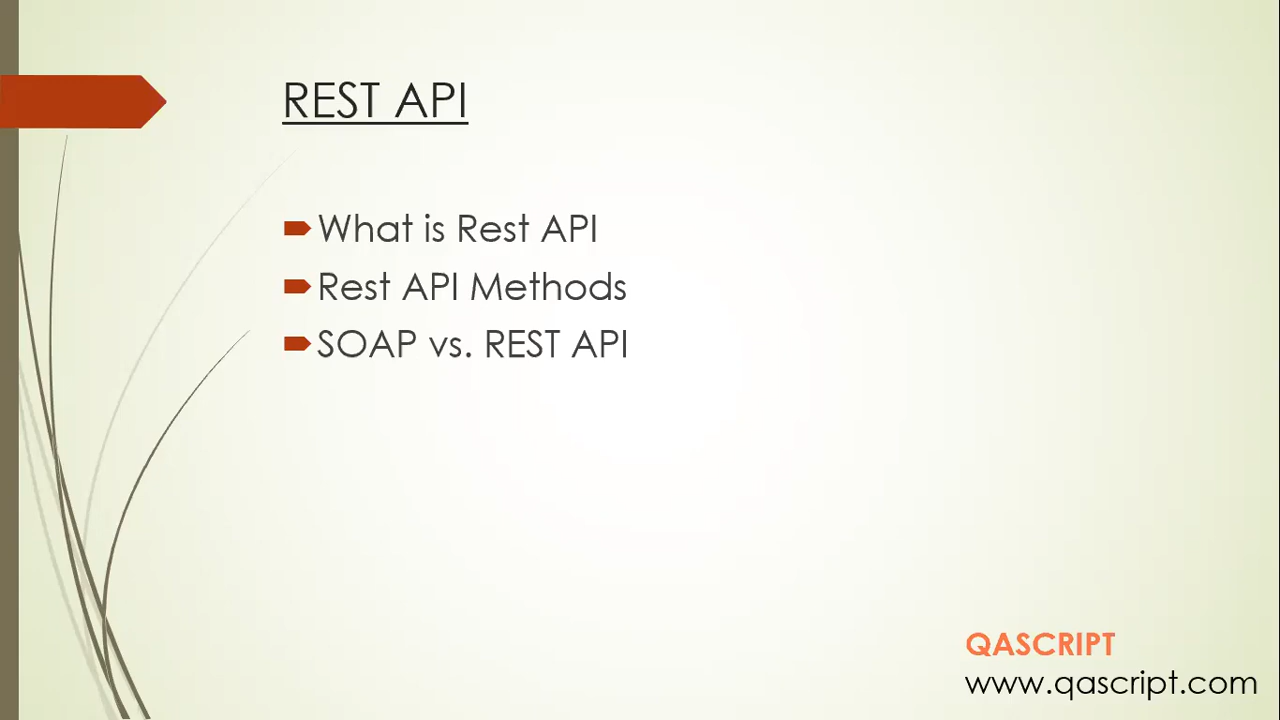 REST API
What is Rest API
Rest API Methods
SOAP vs. REST API
QASCRIPT
www.qascript.com